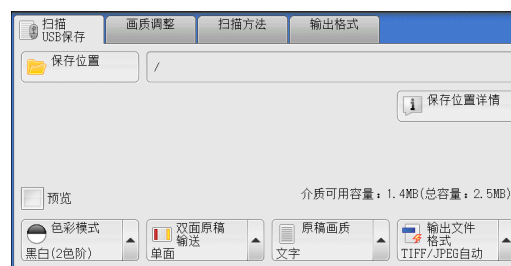 扫描
USB保存
画质调整
扫描方法
输出格式
保存位置
/
保存位置详情
预览
介质可用容量：1.4MB(总容量：2.5MB)
色彩模式
黑白(2色阶)
双面原稿
输送
单面
原稿画质
文字
输出文件
格式
TIFF/JPEG自动